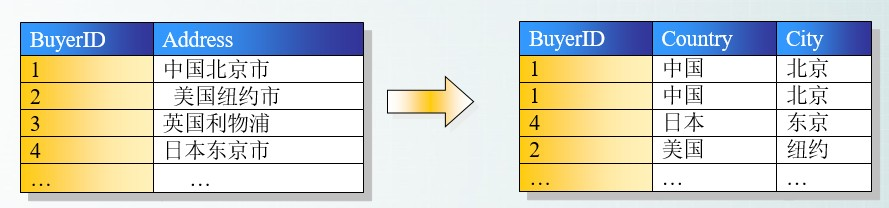 BuyerID Address
1 中国北京市
2 美国纽约市
3 英国利物浦
4 日本东京市
… …
BuyerID Country City
1 中国 北京
1 中国 北京
4 日本 东京
2 美国 纽约
… … …